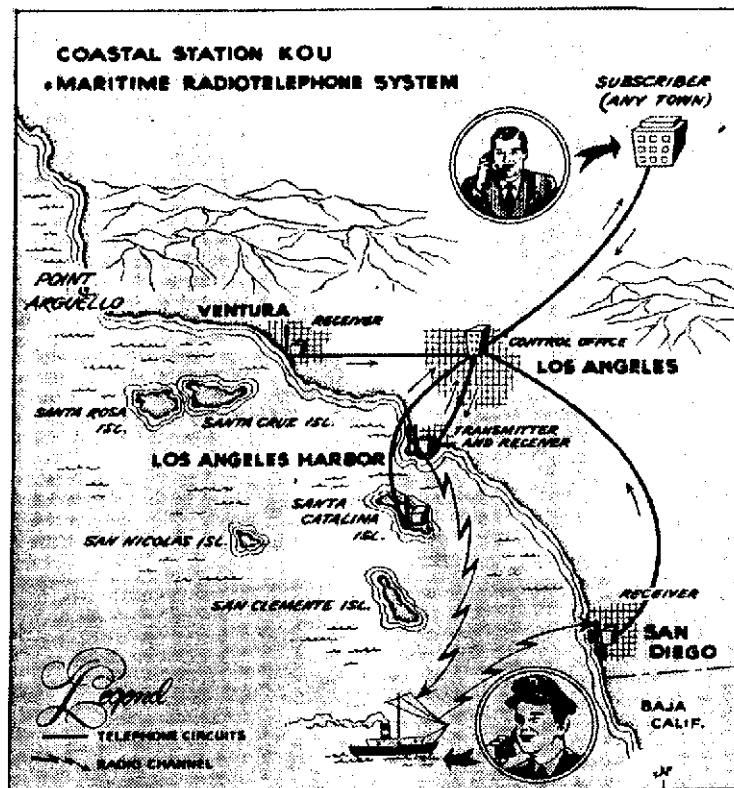 COASTAL STATION KOU
MARITIME RADIOTELEPHONE SYSTEM
SUBSCRIBER
(ANY TOWN)
POINT
ARGUELLO
VENTURA
RECEIVER
CONTROL OFFICE
LOS ANGELES
SANTA ROSA
ISL.
SANTA CRUZ ISL.
TRANSMITTER
AND RECEIVER
LOS ANGELES HARBOR
SANTA
CATALINA
ISL.
SAN NICOLAS ISL.
SAN CLEMENTE ISL.
RECEIVER
SAN
DIEGO
Legend
TELEPHONE CIRCUITS
RADIO CHANNEL
BAJA
CALIF.